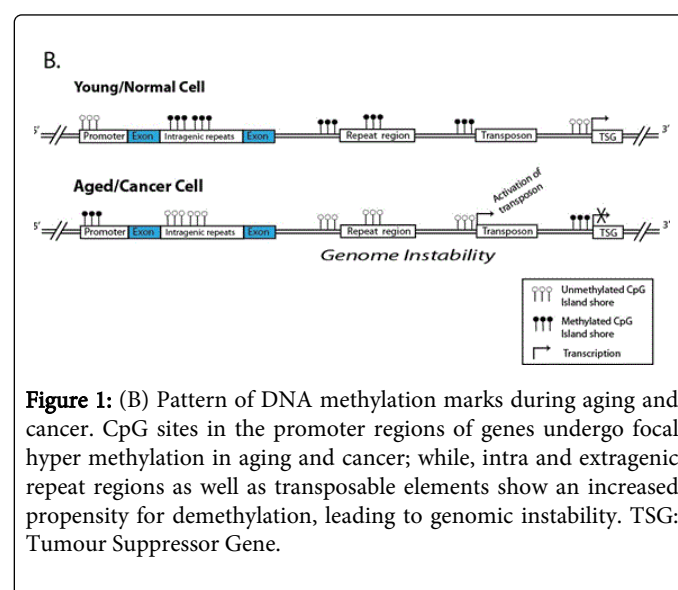 B.
Young/Normal Cell
5' Promoter Exon Intragenic repeats Exon Repeat region Transposon TSG 3'
Aged/Cancer Cell
Activation of
transposon
5' Promoter Exon Intragenic repeats Exon Repeat region Transposon TSG 3'
Genome Instability
Unmethylated CpG
Island shore
Methylated CpG
Island shore
Transcription
Figure 1: (B) Pattern of DNA methylation marks during aging and
cancer. CpG sites in the promoter regions of genes undergo focal
hyper methylation in aging and cancer; while, intra and extragenic
repeat regions as well as transposable elements show an increased
propensity for demethylation, leading to genomic instability. TSG:
Tumour Suppressor Gene.